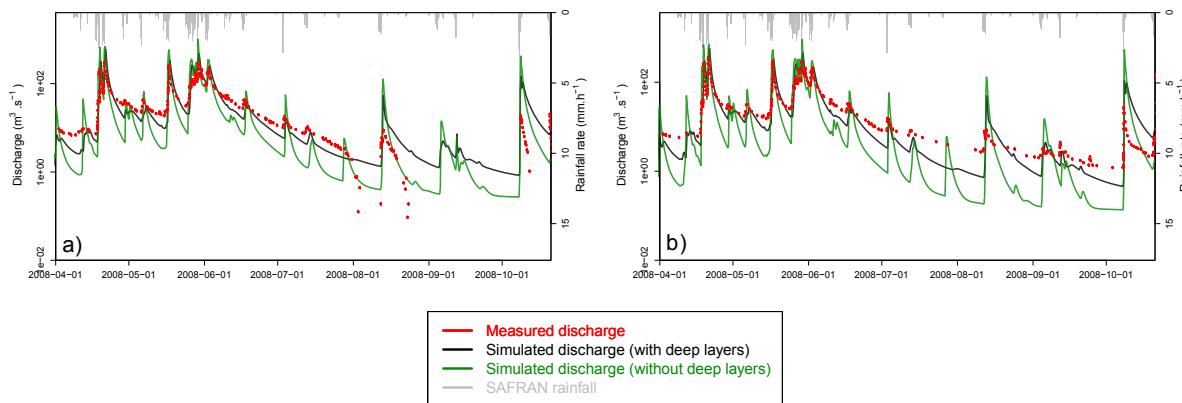 0
5
10
15
Rainfall rate (mm.h⁻¹)
1e+02
1e+00
1e−02
Discharge (m³ .s⁻¹)
a)
2008−04−01 2008−05−01 2008−06−01 2008−07−01 2008−08−01 2008−09−01 2008−10−01
0
5
10
15
1e+02
1e+00
1e−02
Discharge (m³ .s⁻¹)
b)
2008−04−01 2008−05−01 2008−06−01 2008−07−01 2008−08−01 2008−09−01 2008−10−01
Measured discharge
Simulated discharge (with deep layers)
Simulated discharge (without deep layers)
SAFRAN rainfall